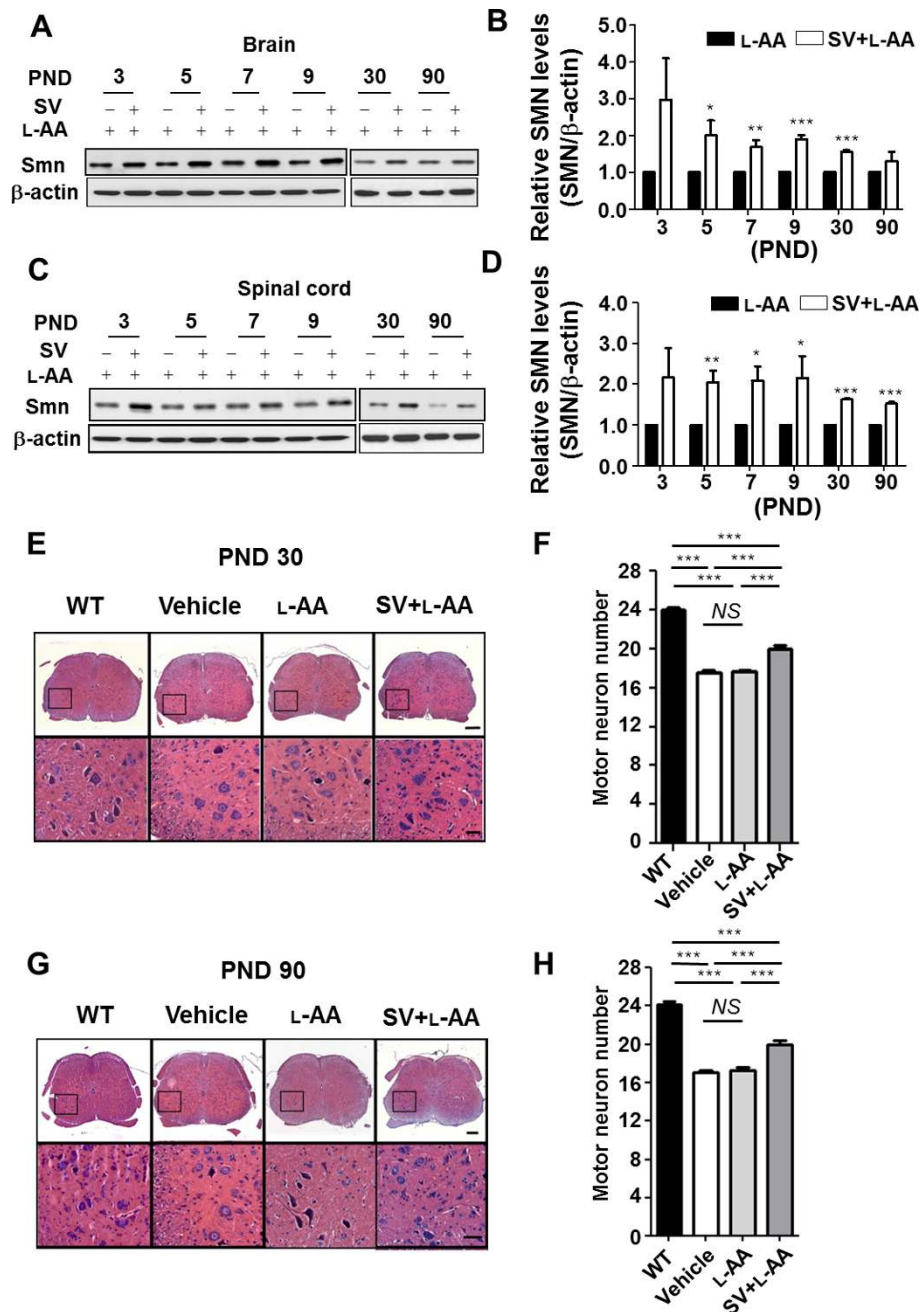 A
Brain
PND 3 5 7 9 30 90
SV – + – + – + – + – + – +
L-AA + + + + + + + + + + + +
Smn
β-actin
B
L-AA SV+L-AA
Relative SMN levels
(SMN/β-actin)
5.0
4.0
3.0
2.0
1.0
0.0
* ** *** ***
3 5 7 9 30 90
(PND)
C
Spinal cord
PND 3 5 7 9 30 90
SV – + – + – + – + – + – +
L-AA + + + + + + + + + + + +
Smn
β-actin
D
L-AA SV+L-AA
Relative SMN levels
(SMN/β-actin)
4.0
3.0
2.0
1.0
0.0
** * * *** ***
3 5 7 9 30 90
(PND)
E
PND 30
WT Vehicle L-AA SV+L-AA
F
Motor neuron number
28
24
20
16
12
8
4
0
***
*** ***
*** ***
NS
WT Vehicle L-AA SV+L-AA
G
PND 90
WT Vehicle L-AA SV+L-AA
H
Motor neuron number
28
24
20
16
12
8
4
0
***
*** ***
*** ***
NS
WT Vehicle L-AA SV+L-AA